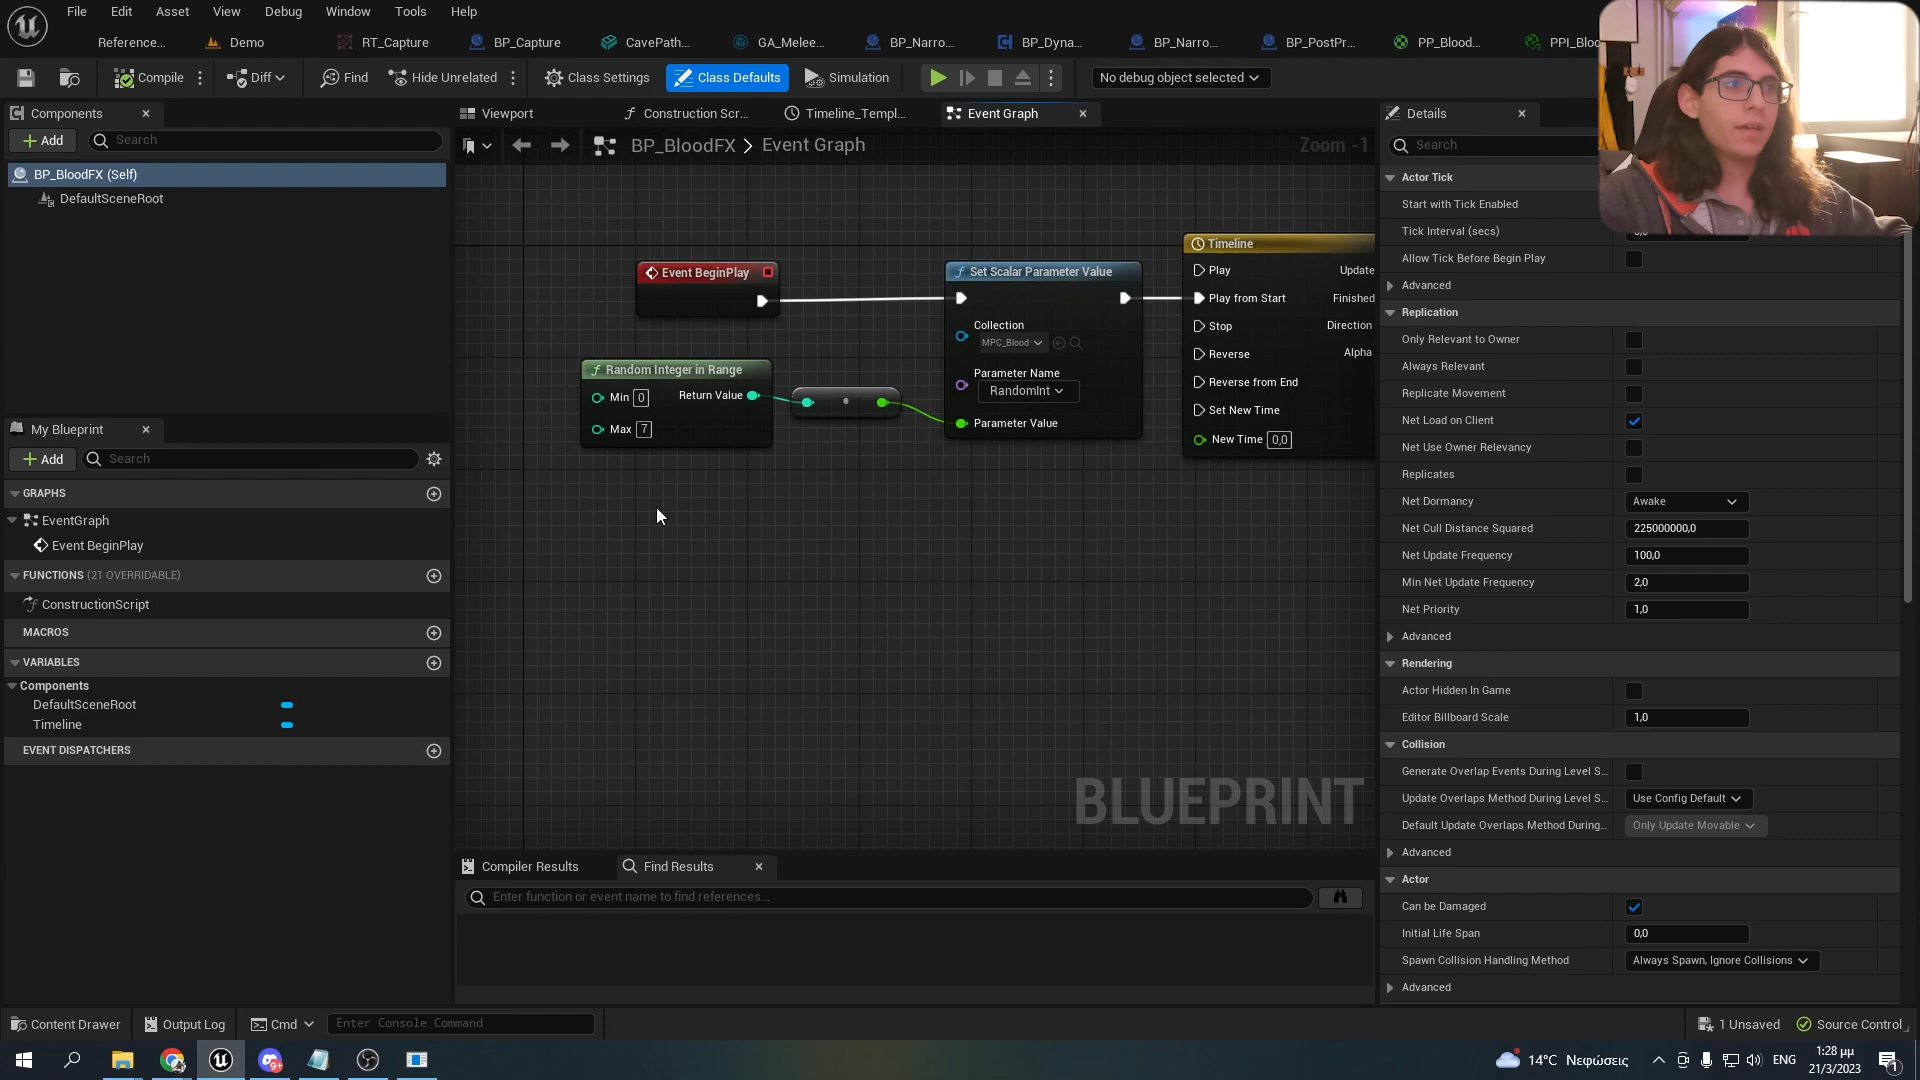 File Edit Asset View Debug Window Tools Help
Reference... Demo RT_Capture BP_Capture CavePath... GA_Melee... BP_Narro... BP_Dyna... BP_Narro... BP_PostPr... PP_Blood... PPI_Bloo
Compile Diff Find Hide Unrelated Class Settings Class Defaults Simulation No debug object selected
Components
Add Search
BP_BloodFX (Self)
DefaultSceneRoot
My Blueprint
Add Search
GRAPHS
EventGraph
Event BeginPlay
FUNCTIONS (21 OVERRIDABLE)
ConstructionScript
MACROS
VARIABLES
Components
DefaultSceneRoot
Timeline
EVENT DISPATCHERS
Viewport Construction Scr... Timeline_Templ... Event Graph
BP_BloodFX > Event Graph Zoom -1
Event BeginPlay
Random Integer in Range
Min 0 Return Value
Max 7
Set Scalar Parameter Value
Collection
MPC_Blood
Parameter Name
RandomInt
Parameter Value
Timeline
Play Update
Play from Start Finished
Stop Direction
Reverse Alpha
Reverse from End
Set New Time
New Time 0,0
BLUEPRINT
Compiler Results Find Results
Enter function or event name to find references...
Details
Search
Actor Tick
Start with Tick Enabled
Tick Interval (secs)
Allow Tick Before Begin Play
Advanced
Replication
Only Relevant to Owner
Always Relevant
Replicate Movement
Net Load on Client
Net Use Owner Relevancy
Replicates
Net Dormancy Awake
Net Cull Distance Squared 225000000,0
Net Update Frequency 100,0
Min Net Update Frequency 2,0
Net Priority 1,0
Advanced
Rendering
Actor Hidden In Game
Editor Billboard Scale 1,0
Collision
Generate Overlap Events During Level S...
Update Overlaps Method During Level S... Use Config Default
Default Update Overlaps Method During... Only Update Movable
Advanced
Actor
Can be Damaged
Initial Life Span 0,0
Spawn Collision Handling Method Always Spawn, Ignore Collisions
Advanced
Content Drawer Output Log Cmd Enter Console Command 1 Unsaved Source Control
9+ 14°C Νεφώσεις ENG 1:28 μμ
21/3/2023 1